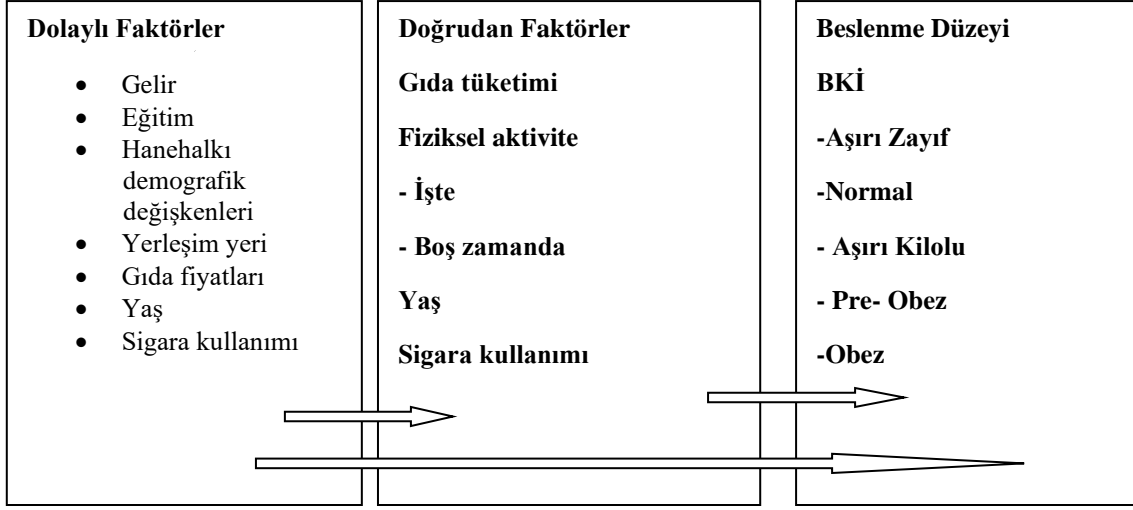 Dolaylı Faktörler
• Gelir
• Eğitim
• Hanehalkı
demografik
değişkenleri
• Yerleşim yeri
• Gıda fiyatları
• Yaş
• Sigara kullanımı
Doğrudan Faktörler
Gıda tüketimi
Fiziksel aktivite
- İşte
- Boş zamanda
Yaş
Sigara kullanımı
Beslenme Düzeyi
BKİ
-Aşırı Zayıf
-Normal
- Aşırı Kilolu
- Pre- Obez
-Obez